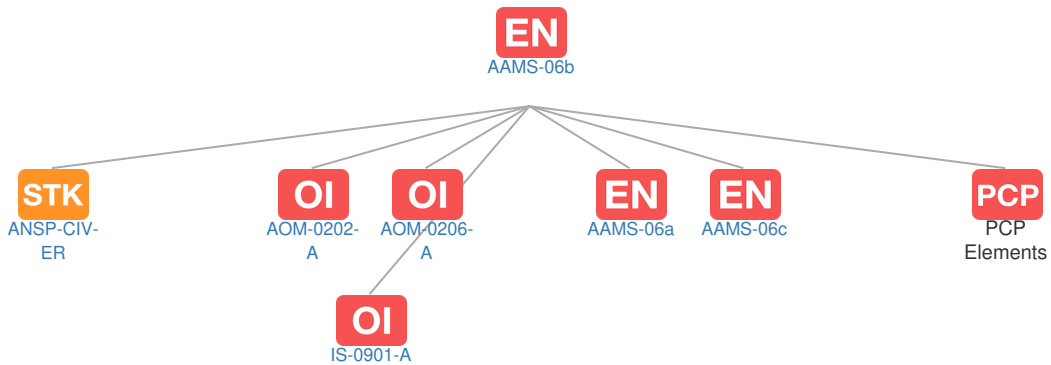 EN
AAMS-06b
STK
ANSP-CIV-
ER
OI
AOM-0202-
A
OI
AOM-0206-
A
EN
AAMS-06a
EN
AAMS-06c
PCP
PCP
Elements
OI
IS-0901-A